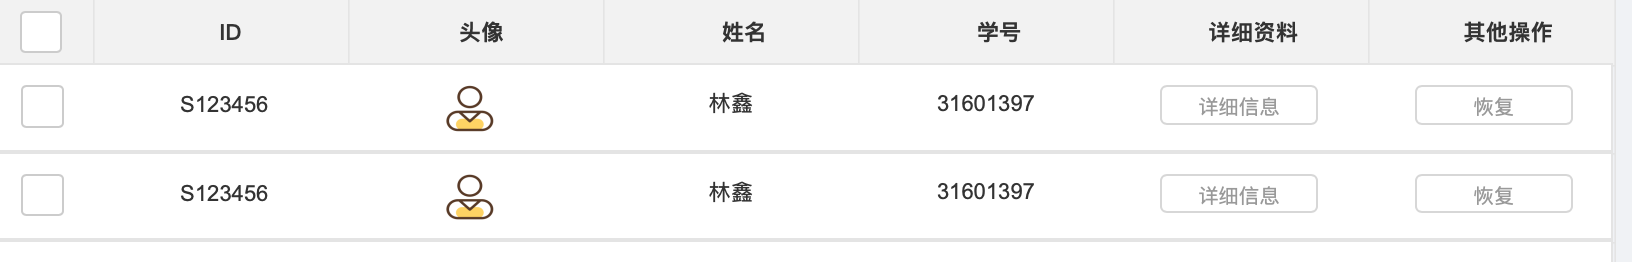 ID 头像 姓名 学号 详细资料 其他操作
S123456 林鑫 31601397 详细信息 恢复
S123456 林鑫 31601397 详细信息 恢复